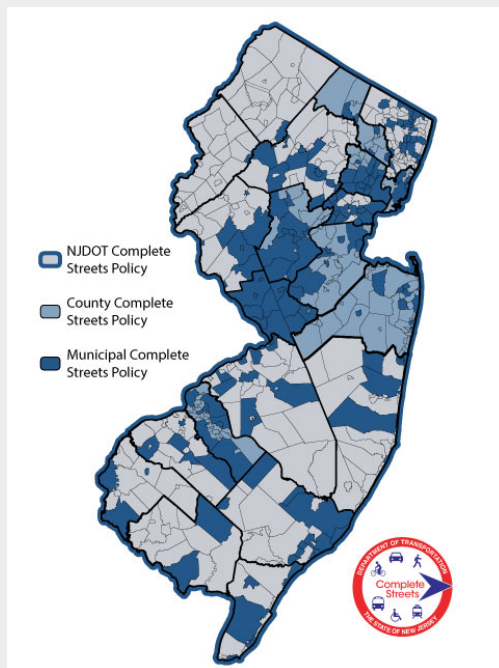 NJDOT Complete
Streets Policy
County Complete
Streets Policy
Municipal Complete
Streets Policy
DEPARTMENT OF TRANSPORTATION
Complete
Streets
THE STATE OF NEW JERSEY